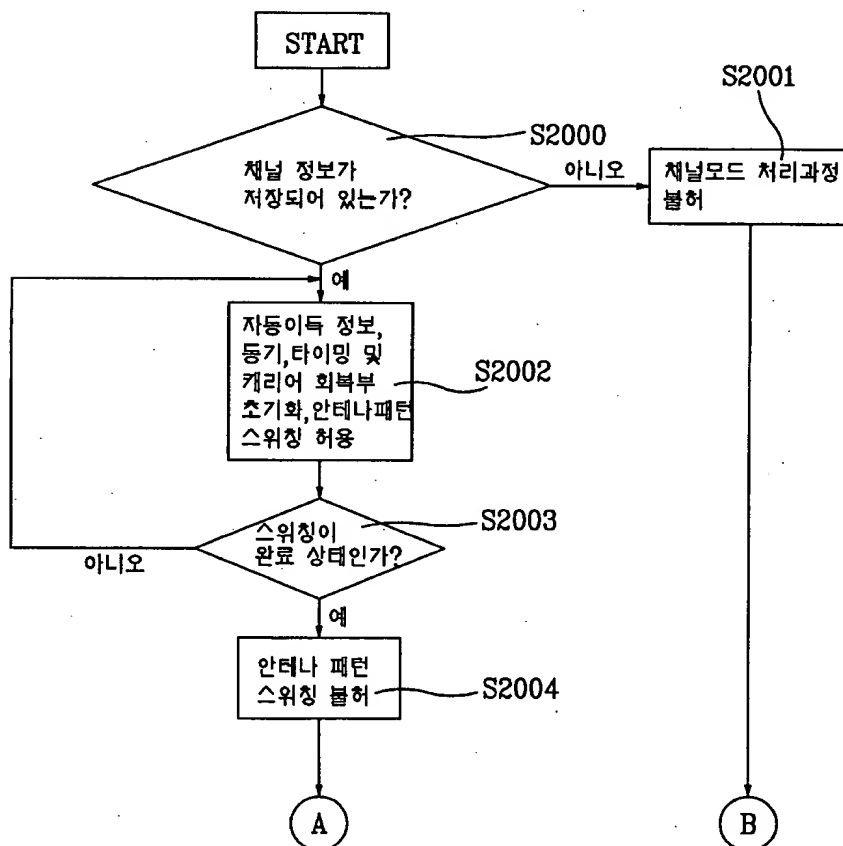 START
S2000
S2001
채널 정보가
저장되어 있는가?
아니오
채널모드 처리과정
불허
예
자동이득 정보,
동기,타이밍 및
캐리어 회복부
초기화,안테나패턴
스위칭 허용
S2002
스위칭이
완료 상태인가?
S2003
아니오
예
안테나 패턴
스위칭 불허
S2004
A
B